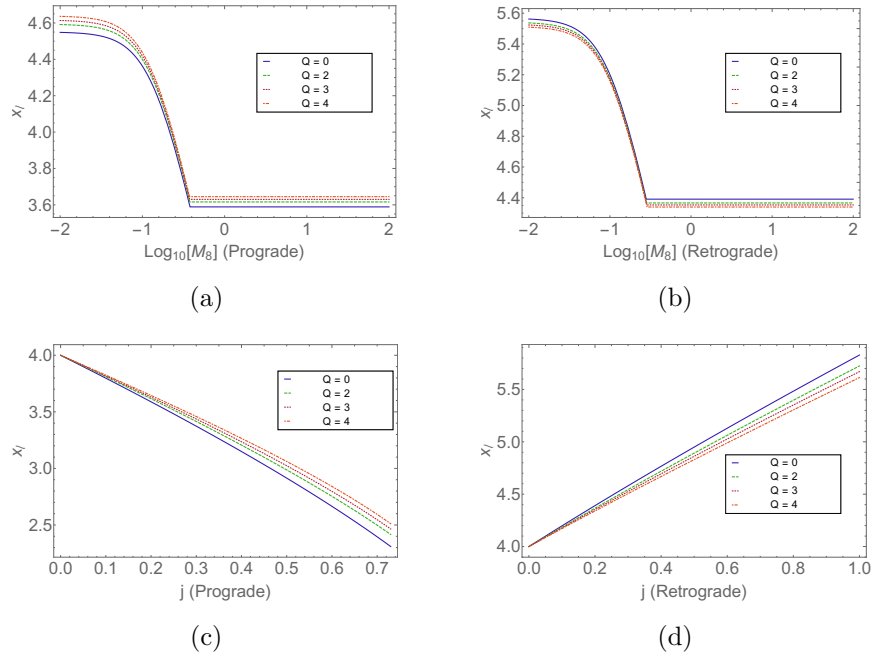 x_l
4.6
4.4
4.2
4.0
3.8
3.6
-2
-1
0
1
2
Log10[M8] (Prograde)
Q = 0
Q = 2
Q = 3
Q = 4
(a)
x_l
5.6
5.4
5.2
5.0
4.8
4.6
4.4
-2
-1
0
1
2
Log10[M8] (Retrograde)
Q = 0
Q = 2
Q = 3
Q = 4
(b)
x_l
4.0
3.5
3.0
2.5
0.0
0.1
0.2
0.3
0.4
0.5
0.6
0.7
j (Prograde)
Q = 0
Q = 2
Q = 3
Q = 4
(c)
x_l
5.5
5.0
4.5
4.0
0.0
0.2
0.4
0.6
0.8
1.0
j (Retrograde)
Q = 0
Q = 2
Q = 3
Q = 4
(d)